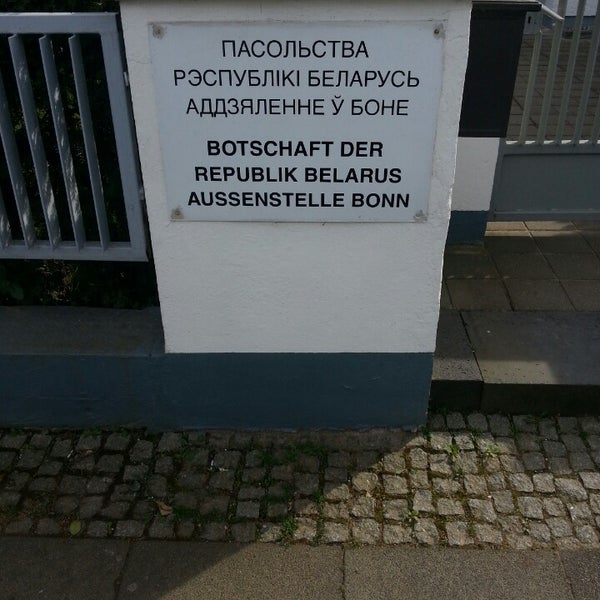 ПАСОЛЬСТВА
РЭСПУБЛІКІ БЕЛАРУСЬ
АДДЗЯЛЕННЕ Ў БОНЕ
BOTSCHAFT DER
REPUBLIK BELARUS
AUSSENSTELLE BONN